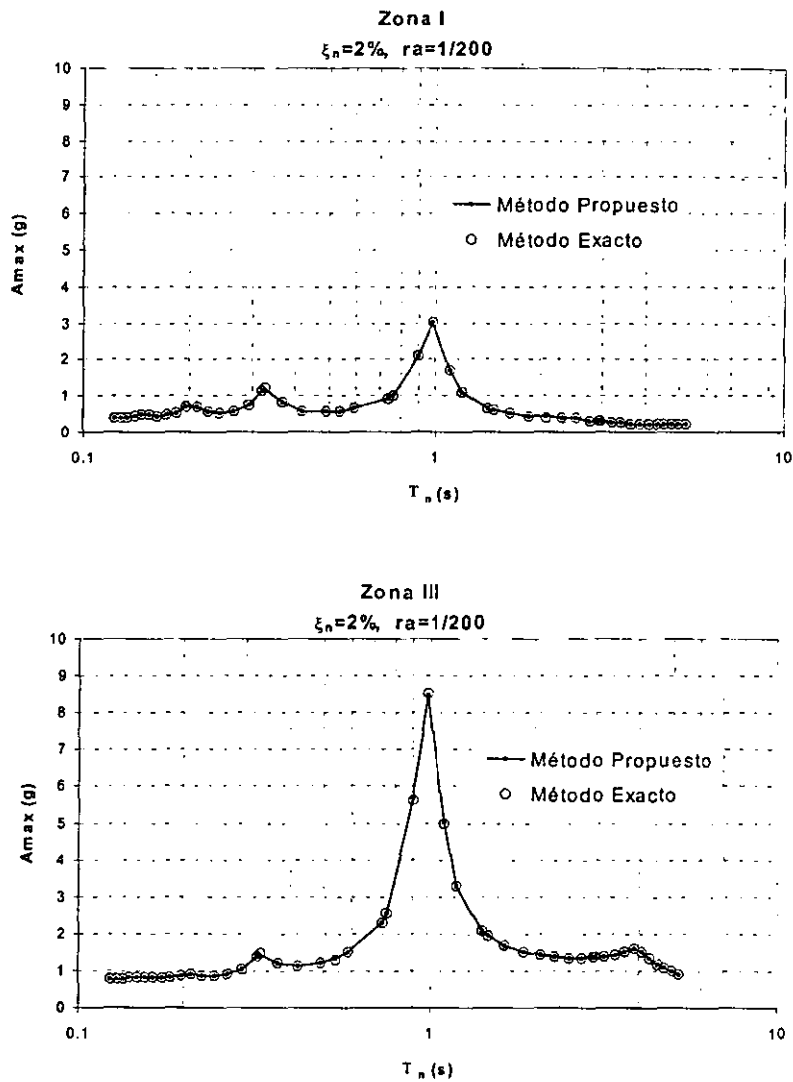 Zona I
ξn=2%, ra=1/200
10
9
8
7
6
5
4
3
2
1
0
Amax (g)
Método Propuesto
Método Exacto
0.1
1
10
Tn (s)
Zona III
ξn=2%, ra=1/200
10
9
8
7
6
5
4
3
2
1
0
Amax (g)
Método Propuesto
Método Exacto
0.1
1
10
Tn (s)